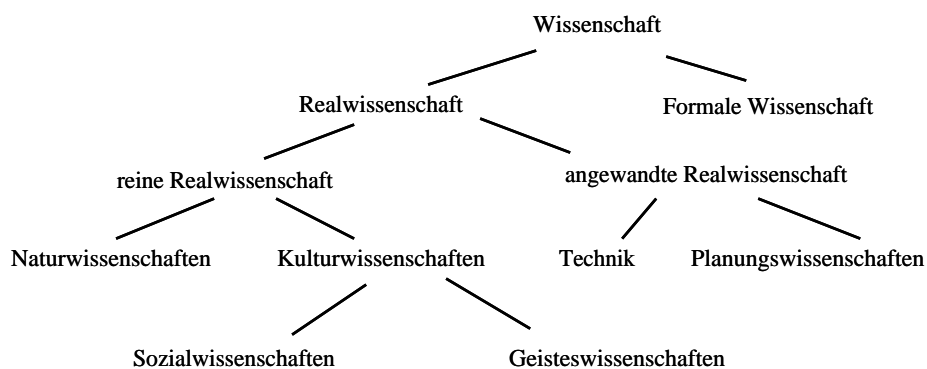 Wissenschaft
Realwissenschaft
Formale Wissenschaft
reine Realwissenschaft
angewandte Realwissenschaft
Naturwissenschaften
Kulturwissenschaften
Technik
Planungswissenschaften
Sozialwissenschaften
Geisteswissenschaften